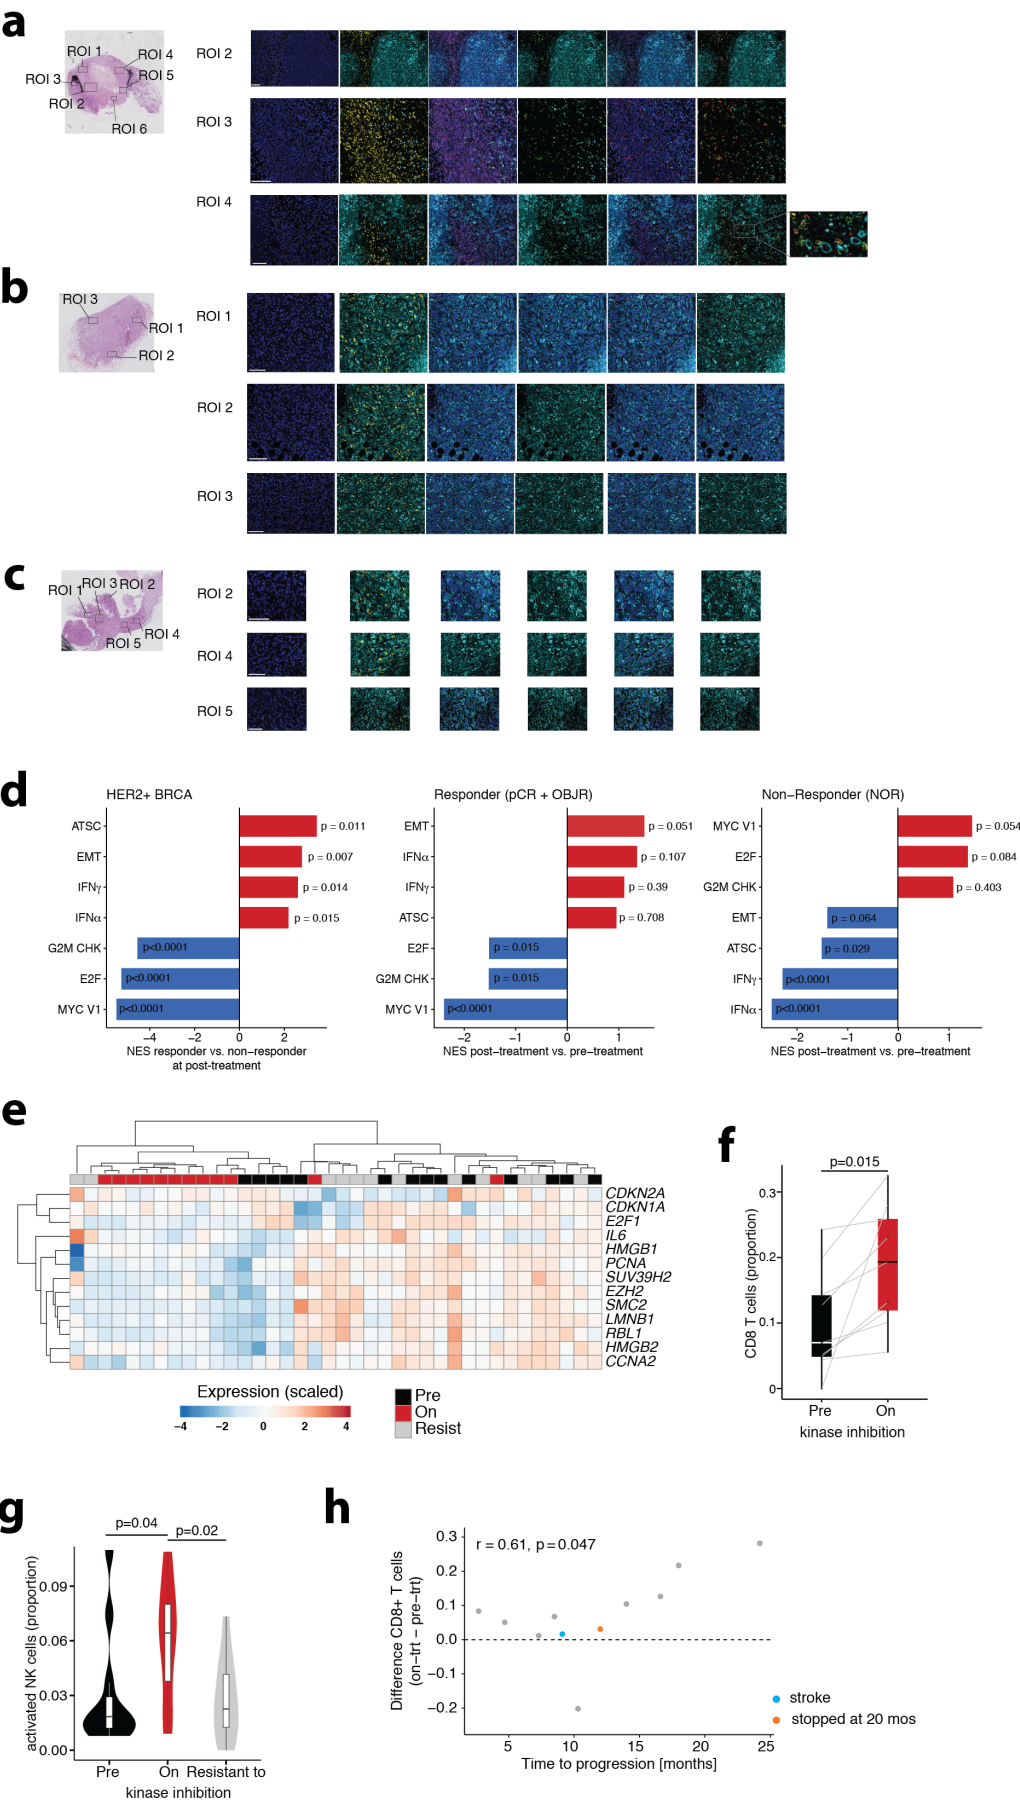 a
ROI 1
ROI 4
ROI 3
ROI 5
ROI 2
ROI 6
ROI 2
ROI 3
ROI 4
b
ROI 3
ROI 1
ROI 2
ROI 1
ROI 2
ROI 3
c
ROI 1
ROI 3
ROI 2
ROI 4
ROI 5
ROI 2
ROI 4
ROI 5
d
HER2+ BRCA
ATSC
p = 0.011
EMT
p = 0.007
IFNγ
p = 0.014
IFNα
p = 0.015
G2M CHK
p<0.0001
E2F
p<0.0001
MYC V1
p<0.0001
−4 −2 0 2
NES responder vs. non−responder
at post-treatment
Responder (pCR + OBJR)
EMT
p = 0.051
IFNα
p = 0.107
IFNγ
p = 0.39
ATSC
p = 0.708
E2F
p = 0.015
G2M CHK
p = 0.015
MYC V1
p<0.0001
−2 −1 0 1
NES post−treatment vs. pre−treatment
Non−Responder (NOR)
MYC V1
p = 0.054
E2F
p = 0.084
G2M CHK
p = 0.403
EMT
p = 0.064
ATSC
p = 0.029
IFNγ
p<0.0001
IFNα
p<0.0001
−2 −1 0 1
NES post−treatment vs. pre−treatment
e
CDKN2A
CDKN1A
E2F1
IL6
HMGB1
PCNA
SUV39H2
EZH2
SMC2
LMNB1
RBL1
HMGB2
CCNA2
Expression (scaled)
−4 −2 0 2 4
Pre
On
Resist
f
p=0.015
CD8 T cells (proportion)
0.3
0.2
0.1
0
Pre On
kinase inhibition
g
p=0.04
p=0.02
activated NK cells (proportion)
0.09
0.06
0.03
0.00
Pre On Resistant to
kinase inhibition
h
r = 0.61, p = 0.047
Difference CD8+ T cells
(on−trt − pre−trt)
0.3
0.2
0.1
0.0
−0.1
−0.2
5 10 15 20 25
Time to progression [months]
stroke
stopped at 20 mos